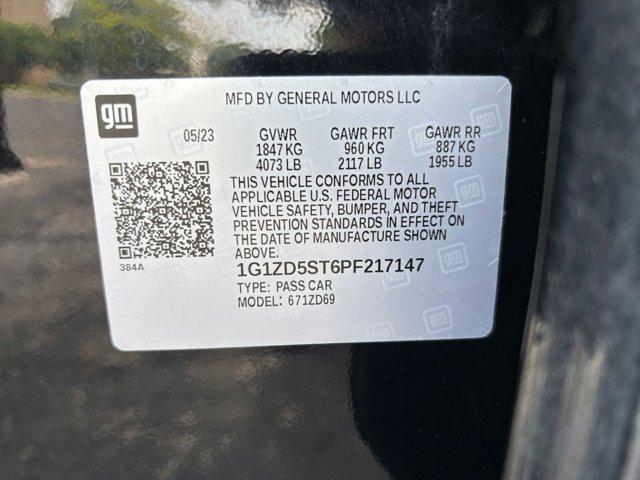 MFD BY GENERAL MOTORS LLC
gm
05/23 GVWR GAWR FRT GAWR RR
1847 KG 960 KG 887 KG
4073 LB 2117 LB 1955 LB
THIS VEHICLE CONFORMS TO ALL
APPLICABLE U.S. FEDERAL MOTOR
VEHICLE SAFETY, BUMPER, AND THEFT
PREVENTION STANDARDS IN EFFECT ON
THE DATE OF MANUFACTURE SHOWN
ABOVE.
384A
1G1ZD5ST6PF217147
TYPE: PASS CAR
MODEL: 671ZD69